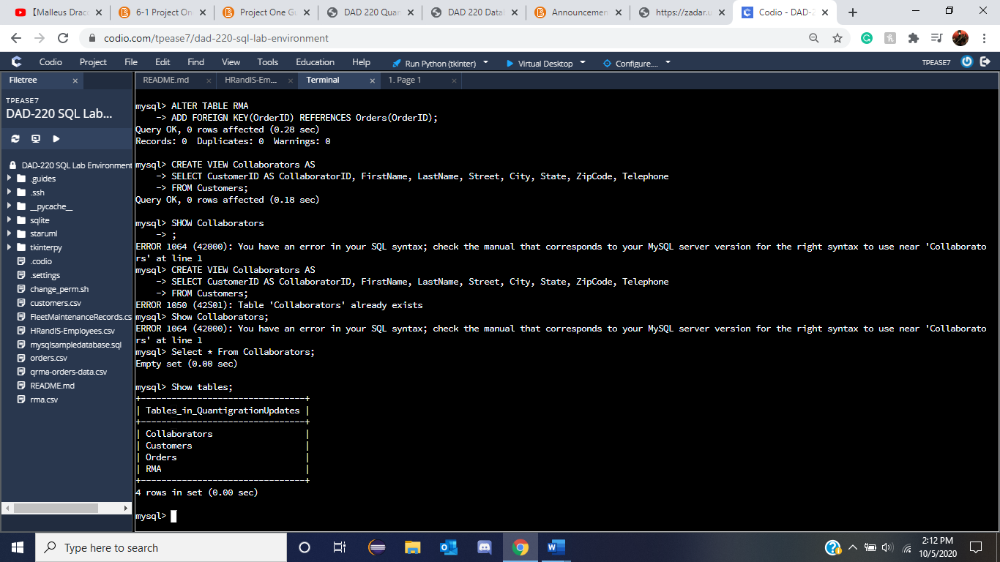 【Malleus Draco
6-1 Project On
Project One Gu
DAD 220 Quan
DAD 220 Datal
Announcemen
https://zadar.u
Codio - DAD-2
codio.com/tpease7/dad-220-sql-lab-environment
Codio Project File Edit Find View Tools Education Help Run Python (tkinter) Virtual Desktop Configure.... TPEASE7
Filetree
README.md
HRandIS-Em...
Terminal
1. Page 1
TPEASE7
DAD-220 SQL Lab...
DAD-220 SQL Lab Environment
.guides
.ssh
__pycache__
sqlite
staruml
tkinterpy
.codio
.settings
change_perm.sh
customers.csv
FleetMaintenanceRecords.cs
HRandIS-Employees.csv
mysqlsampledatabase.sql
orders.csv
qrma-orders-data.csv
README.md
rma.csv
mysql> ALTER TABLE RMA
-> ADD FOREIGN KEY(OrderID) REFERENCES Orders(OrderID);
Query OK, 0 rows affected (0.28 sec)
Records: 0 Duplicates: 0 Warnings: 0
mysql> CREATE VIEW Collaborators AS
-> SELECT CustomerID AS CollaboratorID, FirstName, LastName, Street, City, State, ZipCode, Telephone
-> FROM Customers;
Query OK, 0 rows affected (0.18 sec)
mysql> SHOW Collaborators
-> ;
ERROR 1064 (42000): You have an error in your SQL syntax; check the manual that corresponds to your MySQL server version for the right syntax to use near 'Collaborato
rs' at line 1
mysql> CREATE VIEW Collaborators AS
-> SELECT CustomerID AS CollaboratorID, FirstName, LastName, Street, City, State, ZipCode, Telephone
-> FROM Customers;
ERROR 1050 (42S01): Table 'Collaborators' already exists
mysql> Show Collaborators;
ERROR 1064 (42000): You have an error in your SQL syntax; check the manual that corresponds to your MySQL server version for the right syntax to use near 'Collaborato
rs' at line 1
mysql> Select * From Collaborators;
Empty set (0.00 sec)
mysql> Show tables;
+--------------------------------+
| Tables_in_QuantigrationUpdates |
+--------------------------------+
| Collaborators |
| Customers |
| Orders |
| RMA |
+--------------------------------+
4 rows in set (0.00 sec)
mysql>
Type here to search
2:12 PM
10/5/2020